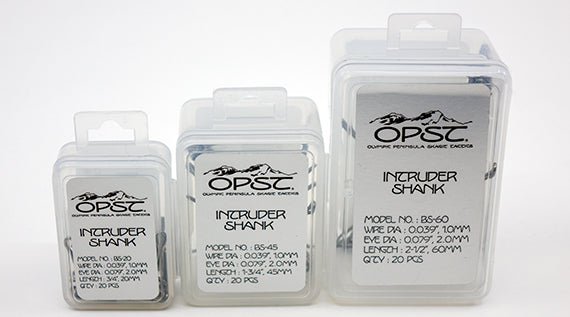 OPST
OLYMPIC PENINSULA SKAGIT TACTICS
INTRUDER
SHANK
MODEL NO. : BS-20
WIRE DIA : 0.039", 1.0MM
EYE DIA : 0.079", 2.0MM
LENGTH : 3/4", 20MM
QTY : 20 PCS
OPST®
OLYMPIC PENINSULA SKAGIT TACTICS
INTRUDER
SHANK
MODEL NO. : BS-45
WIRE DIA : 0.039", 1.0MM
EYE DIA : 0.079", 2.0MM
LENGTH : 1-3/4", 45MM
QTY : 20 PCS
OPST®
OLYMPIC PENINSULA SKAGIT TACTICS
INTRUDER
SHANK
MODEL NO. : BS-60
WIRE DIA : 0.039", 1.0MM
EYE DIA : 0.079", 2.0MM
LENGTH : 2-1/2", 60MM
QTY : 20 PCS